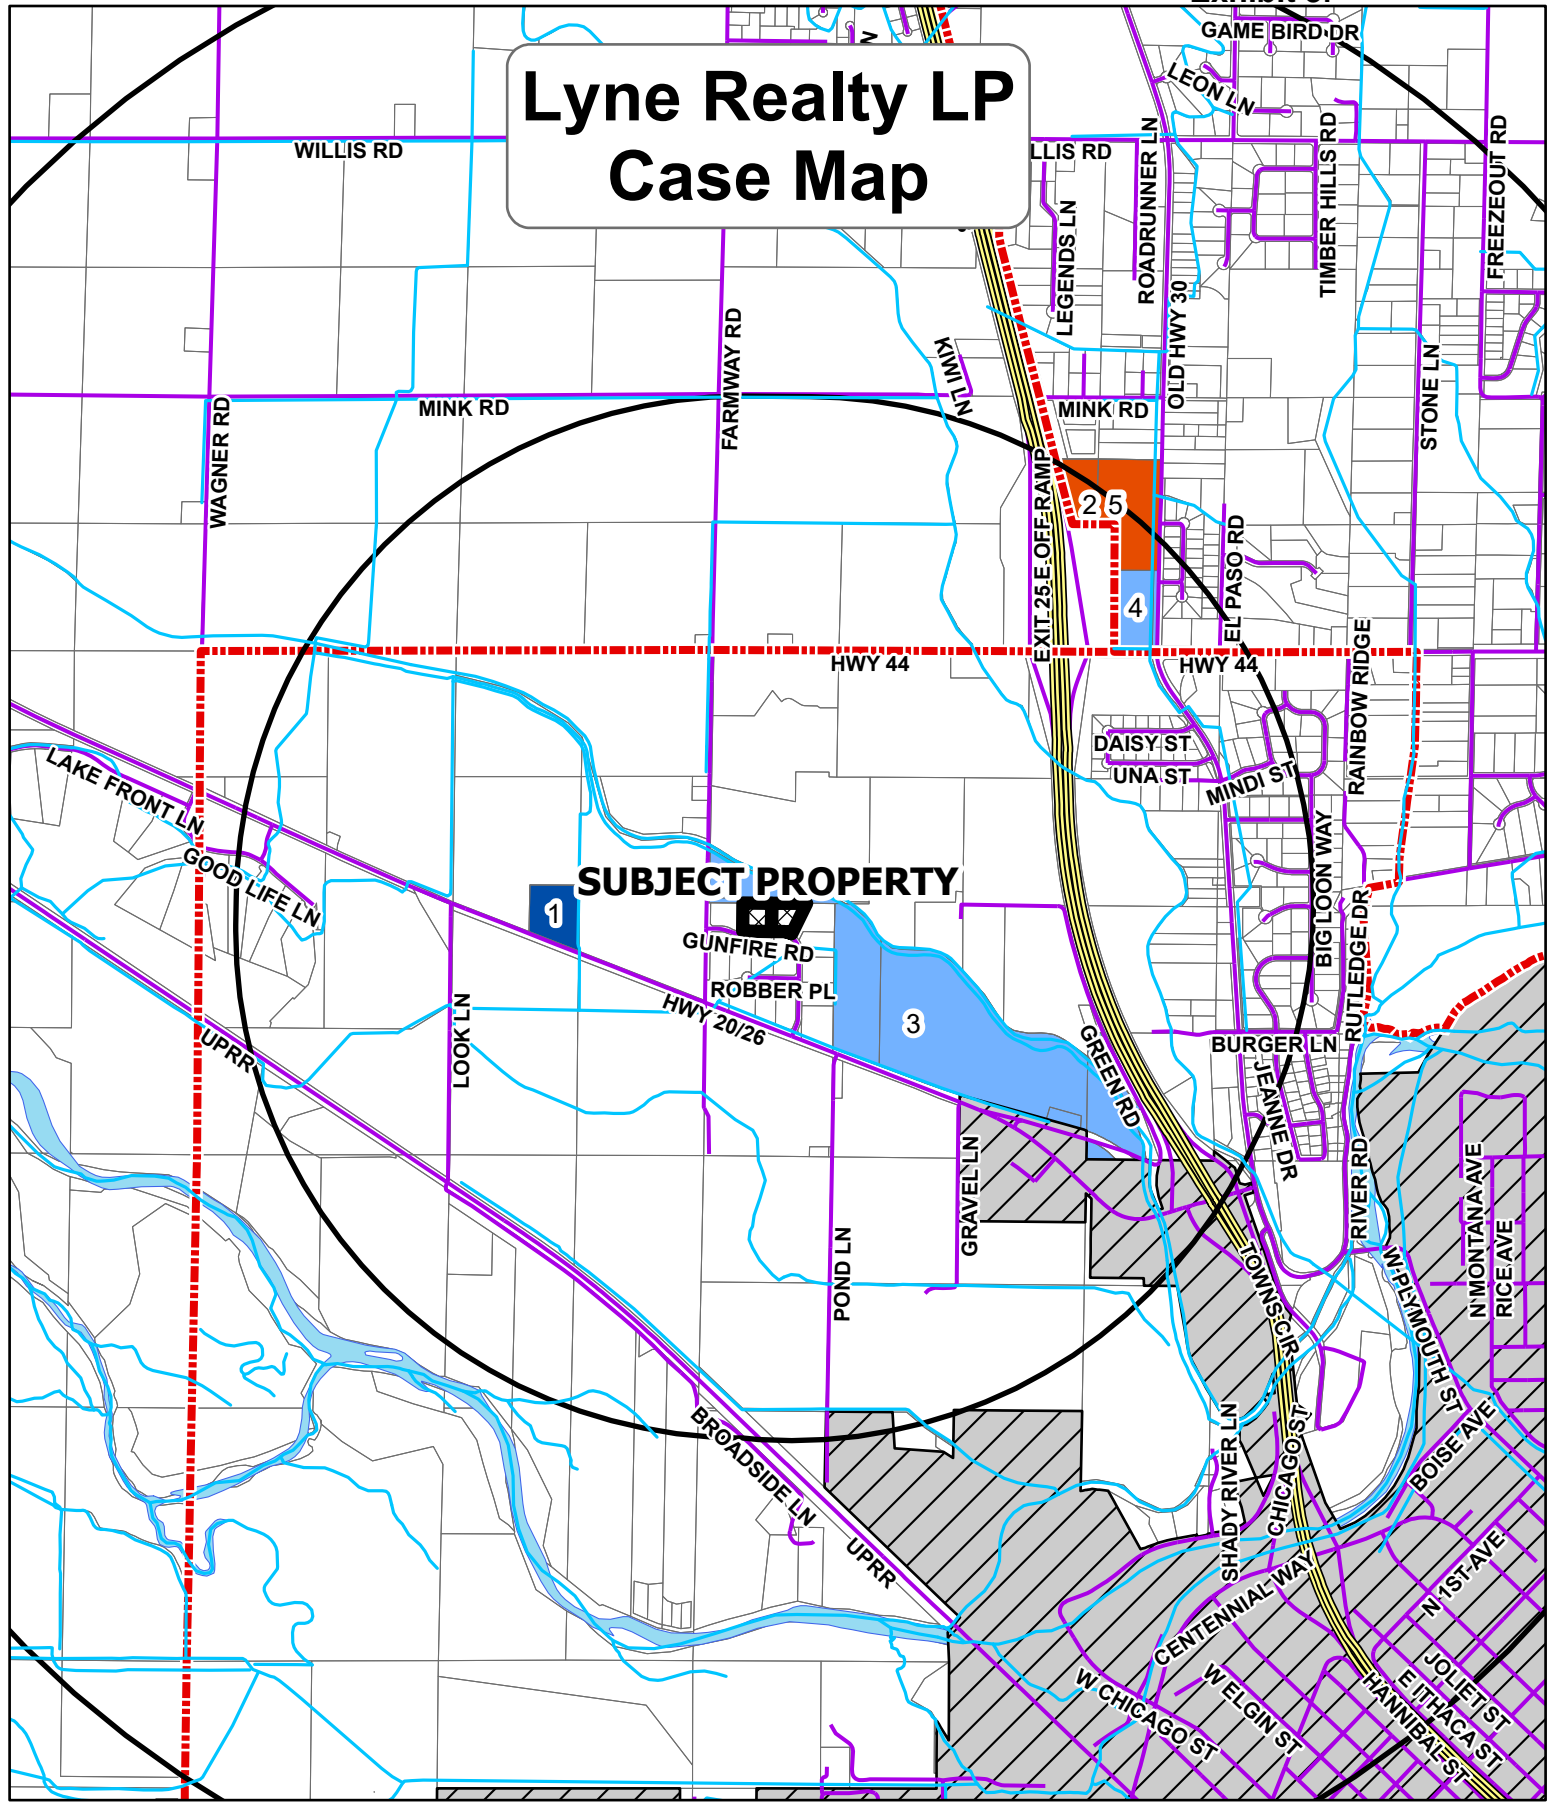 GAME BIRD DR
LEON LN
Lyne Realty LP
Case Map
WILLIS RD
LLIS RD
LEGENDS LN
ROADRUNNER LN
TIMBER HILLS RD
FREEZEOUT RD
OLD HWY 30
FARMWAY RD
KIWI LN
STONE LN
MINK RD
MINK RD
WAGNER RD
2 5
EXIT 25 E OFF RAMP
EL PASO RD
4
HWY 44
HWY 44
RAINBOW RIDGE
DAISY ST
UNA ST
MINDI ST
LAKE FRONT LN
GOOD LIFE LN
SUBJECT PROPERTY
1
BIG LOON WAY
RUTLEDGE DR
GUNFIRE RD
ROBBER PL
HWY 20/26
3
UPRR
LOOK LN
GREEN RD
BURGER LN
JEANNE DR
GRAVEL LN
RIVER RD
N MONTANA AVE
RICE AVE
POND LN
TOWNS CIR
W PLYMOUTH ST
BROADSIDE LN
SHADY RIVER LN
CHICAGO ST
BOISE AVE
UPRR
N 1ST AVE
CENTENNIAL WAY
W CHICAGO ST
W ELGIN ST
JOLIET ST
E ITHACA ST
HANNIBAL ST